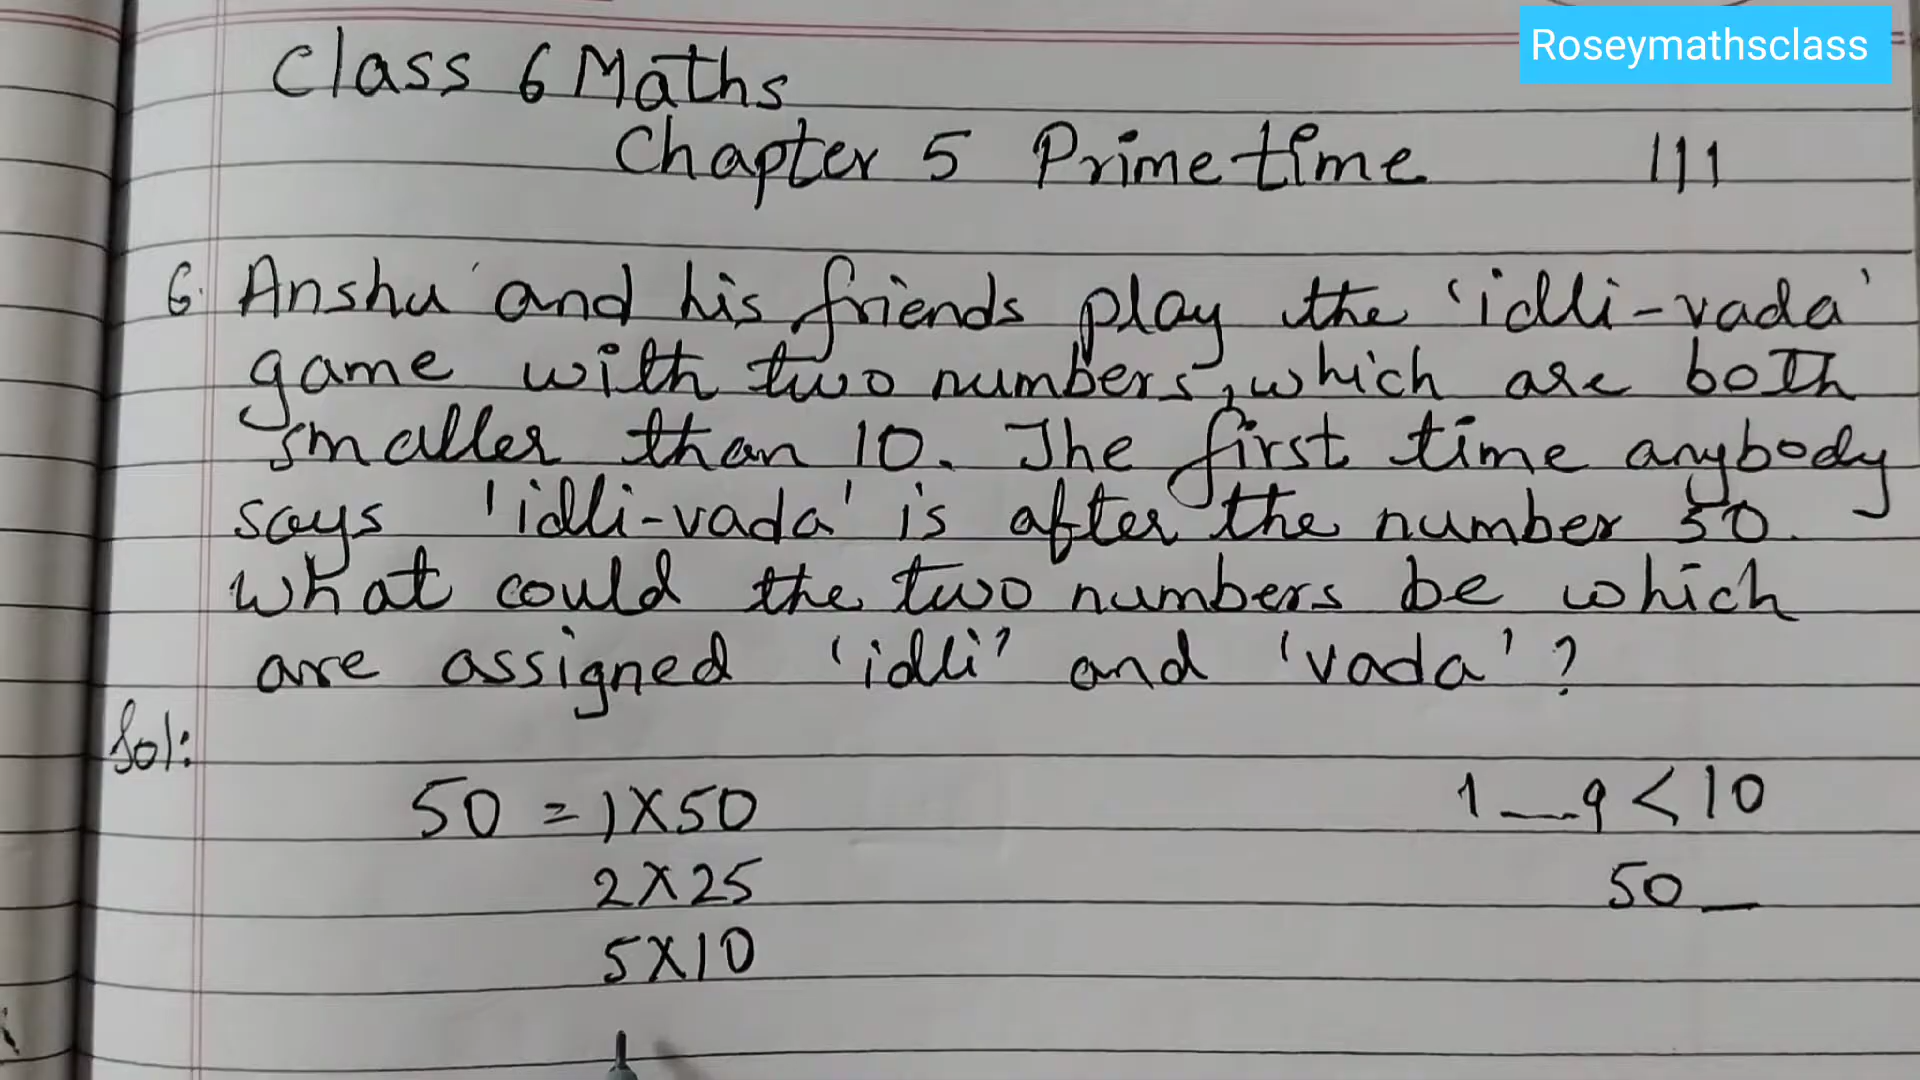 Roseymathsclass
Class 6 Maths
Chapter 5 Prime time 111
6. Anshu and his friends play the 'idli-vada'
game with two numbers, which are both
smaller than 10. The first time anybody
says 'idli-vada' is after the number 50.
What could the two numbers be which
are assigned 'idli' and 'vada'?
Sol:
50 = 1×50 1__9 < 10
2×25 50_
5×10